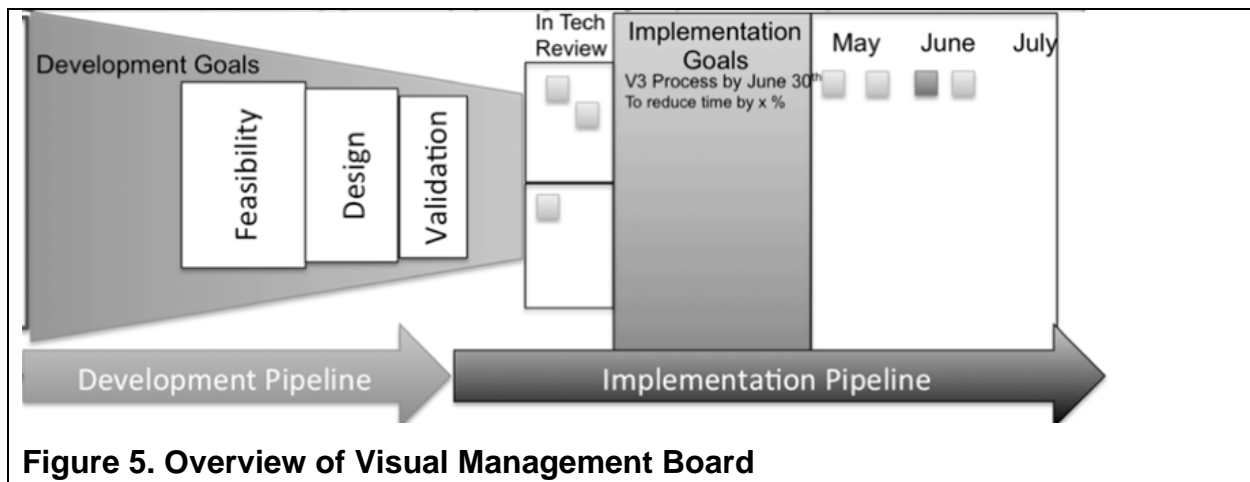 Development Goals
Feasibility
Design
Validation
In Tech
Review
Implementation
Goals
V3 Process by June 30th
To reduce time by x %
May June July
Development Pipeline
Implementation Pipeline
Figure 5. Overview of Visual Management Board